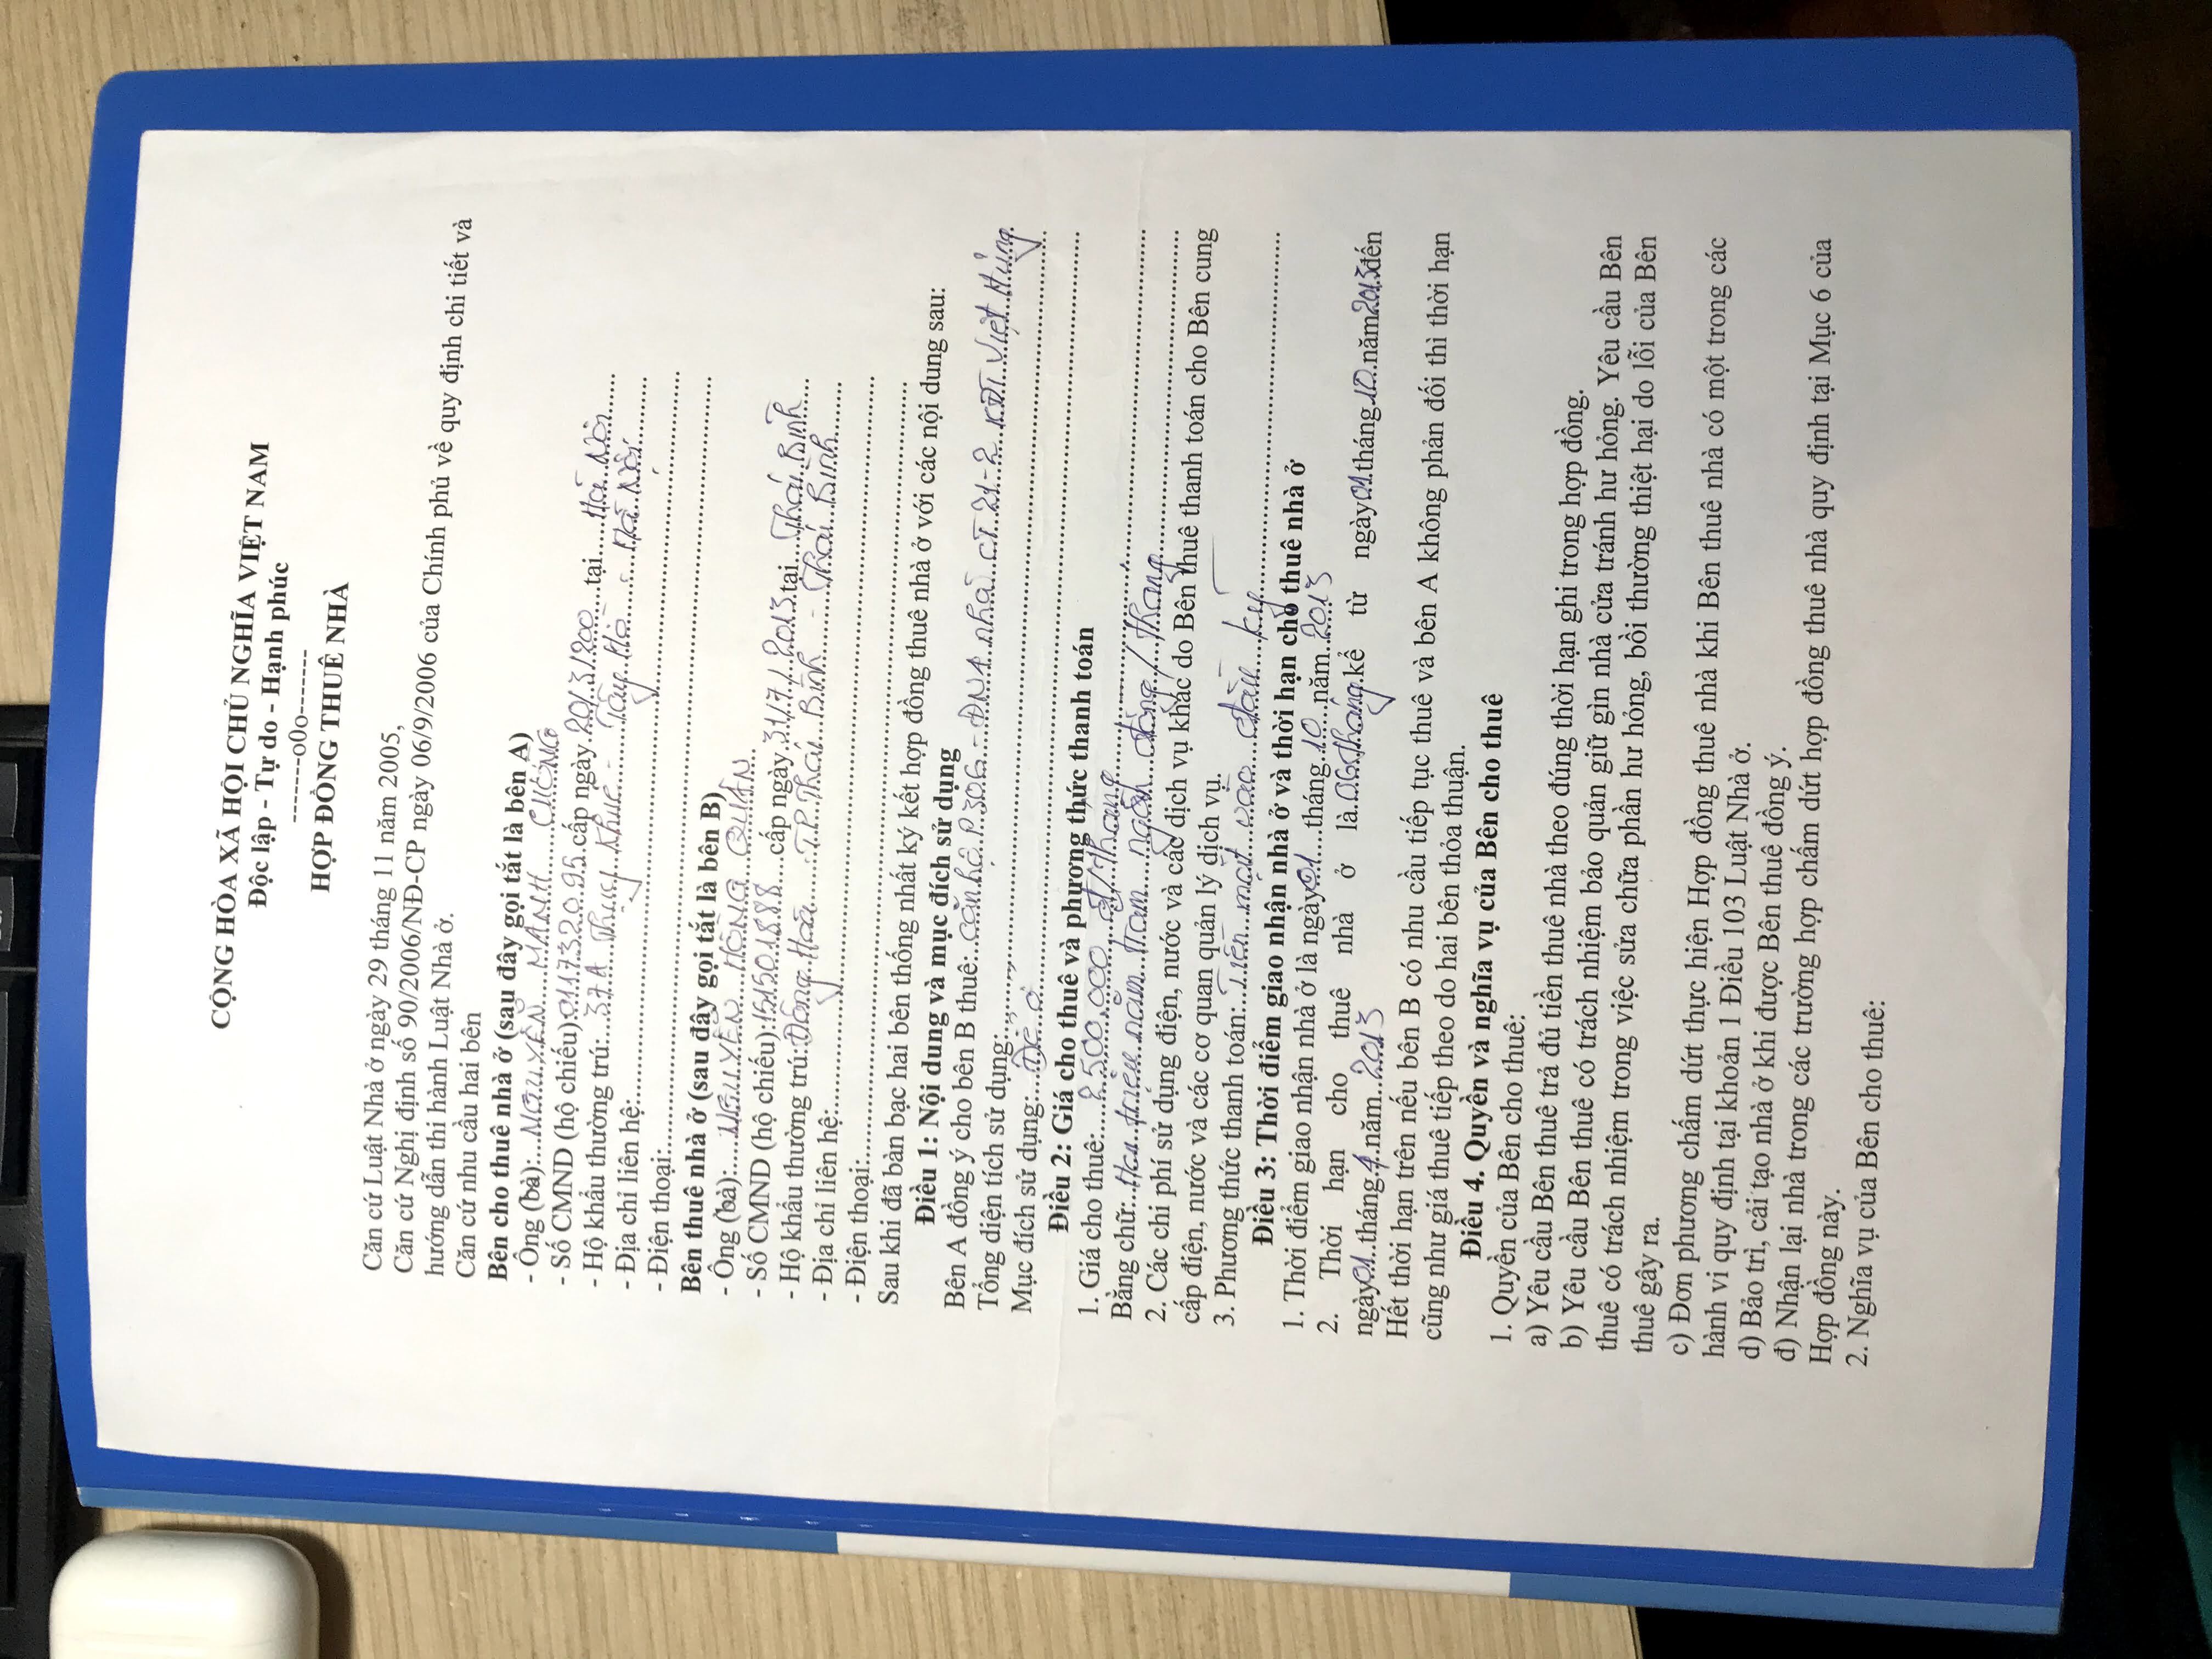 CỘNG HÒA XÃ HỘI CHỦ NGHĨA VIỆT NAM
Độc lập - Tự do - Hạnh phúc
-------o0o-------
HỢP ĐỒNG THUÊ NHÀ
Căn cứ Luật Nhà ở ngày 29 tháng 11 năm 2005,
Căn cứ Nghị định số 90/2006/NĐ-CP ngày 06/9/2006 của Chính phủ về quy định chi tiết và
hướng dẫn thi hành Luật Nhà ở.
Căn cứ nhu cầu hai bên
Bên cho thuê nhà ở (sau đây gọi tắt là bên A)
- Ông (bà):...NGUYỄN MẠNH CƯỜNG
- Số CMND (hộ chiếu):011732095.cấp ngày.20/3/200....tại.....Hà Nội......
- Hộ khẩu thường trú:...37A Thụy Khuê - Tây Hồ - Hà Nội.........
- Địa chỉ liên hệ:..........
- Điện thoại:..........
Bên thuê nhà ở (sau đây gọi tắt là bên B)
- Ông (bà):.....NGUYỄN HỒNG QUÂN
- Số CMND (hộ chiếu):151501888....cấp ngày.31/7/2013.tại....Thái Bình...
- Hộ khẩu thường trú:Đông Hoà - TP Thái Bình - Thái Bình.......
- Địa chỉ liên hệ:..........
- Điện thoại:..........
Sau khi đã bàn bạc hai bên thống nhất ký kết hợp đồng thuê nhà ở với các nội dung sau:
Điều 1: Nội dung và mục đích sử dụng
Bên A đồng ý cho bên B thuê:..căn hộ P306 - ĐN1 nhà CT 21-2 KĐT Việt Hưng.
Tổng diện tích sử dụng:..........
Mục đích sử dụng:....Để ở..........
Điều 2: Giá cho thuê và phương thức thanh toán
1. Giá cho thuê:....2.500.000, đ/tháng..........
Bằng chữ:..Hai triệu năm trăm ngàn đồng/tháng..........
2. Các chi phí sử dụng điện, nước và các dịch vụ khác do Bên thuê thanh toán cho Bên cung
cấp điện, nước và các cơ quan quản lý dịch vụ.
3. Phương thức thanh toán:..Tiền mặt vào đầu kỳ..........
Điều 3: Thời điểm giao nhận nhà ở và thời hạn cho thuê nhà ở
1. Thời điểm giao nhận nhà ở là ngày01....tháng..10...năm..2013
2. Thời hạn cho thuê nhà ở là.06 tháng.kể từ ngày01.tháng.10..năm2013đến
ngày01...tháng.4..năm..2013
Hết thời hạn trên nếu bên B có nhu cầu tiếp tục thuê và bên A không phản đối thì thời hạn
cũng như giá thuê tiếp theo do hai bên thỏa thuận.
Điều 4. Quyền và nghĩa vụ của Bên cho thuê
1. Quyền của Bên cho thuê:
a) Yêu cầu Bên thuê trả đủ tiền thuê nhà theo đúng thời hạn ghi trong hợp đồng.
b) Yêu cầu Bên thuê có trách nhiệm bảo quản giữ gìn nhà cửa tránh hư hỏng. Yêu cầu Bên
thuê có trách nhiệm trong việc sửa chữa phần hư hỏng, bồi thường thiệt hại do lỗi của Bên
thuê gây ra.
c) Đơn phương chấm dứt thực hiện Hợp đồng thuê nhà khi Bên thuê nhà có một trong các
hành vi quy định tại khoản 1 Điều 103 Luật Nhà ở.
d) Bảo trì, cải tạo nhà ở khi được Bên thuê đồng ý.
đ) Nhận lại nhà trong các trường hợp chấm dứt hợp đồng thuê nhà quy định tại Mục 6 của
Hợp đồng này.
2. Nghĩa vụ của Bên cho thuê: